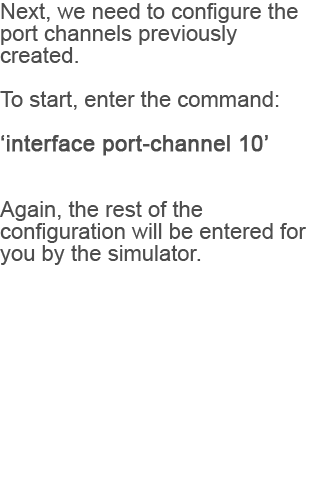 Next, we need to configure the
port channels previously
created.
To start, enter the command:
‘interface port-channel 10’
Again, the rest of the
configuration will be entered for
you by the simulator.